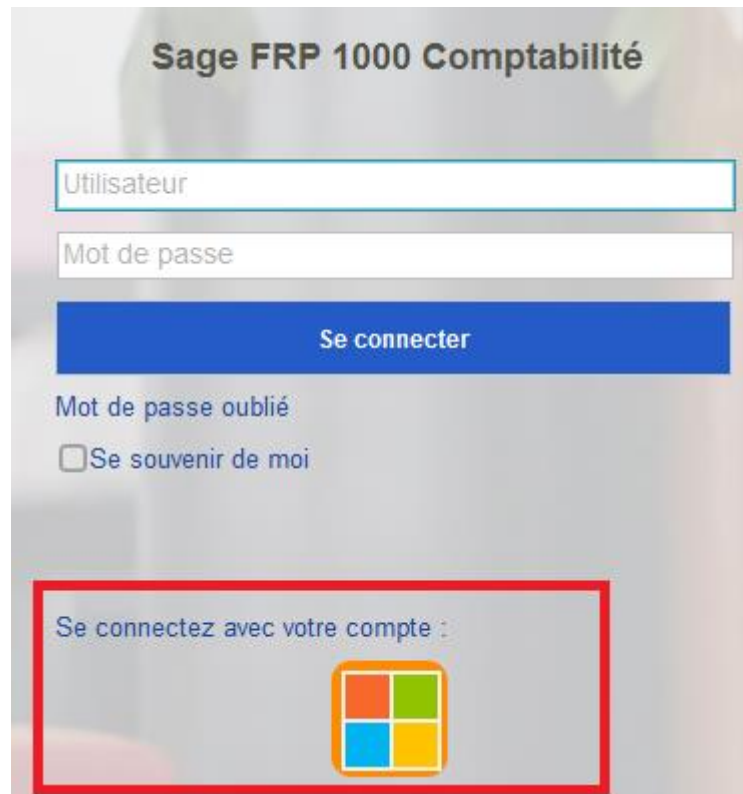 Sage FRP 1000 Comptabilité
Utilisateur
Mot de passe
Se connecter
Mot de passe oublié
Se souvenir de moi
Se connectez avec votre compte :